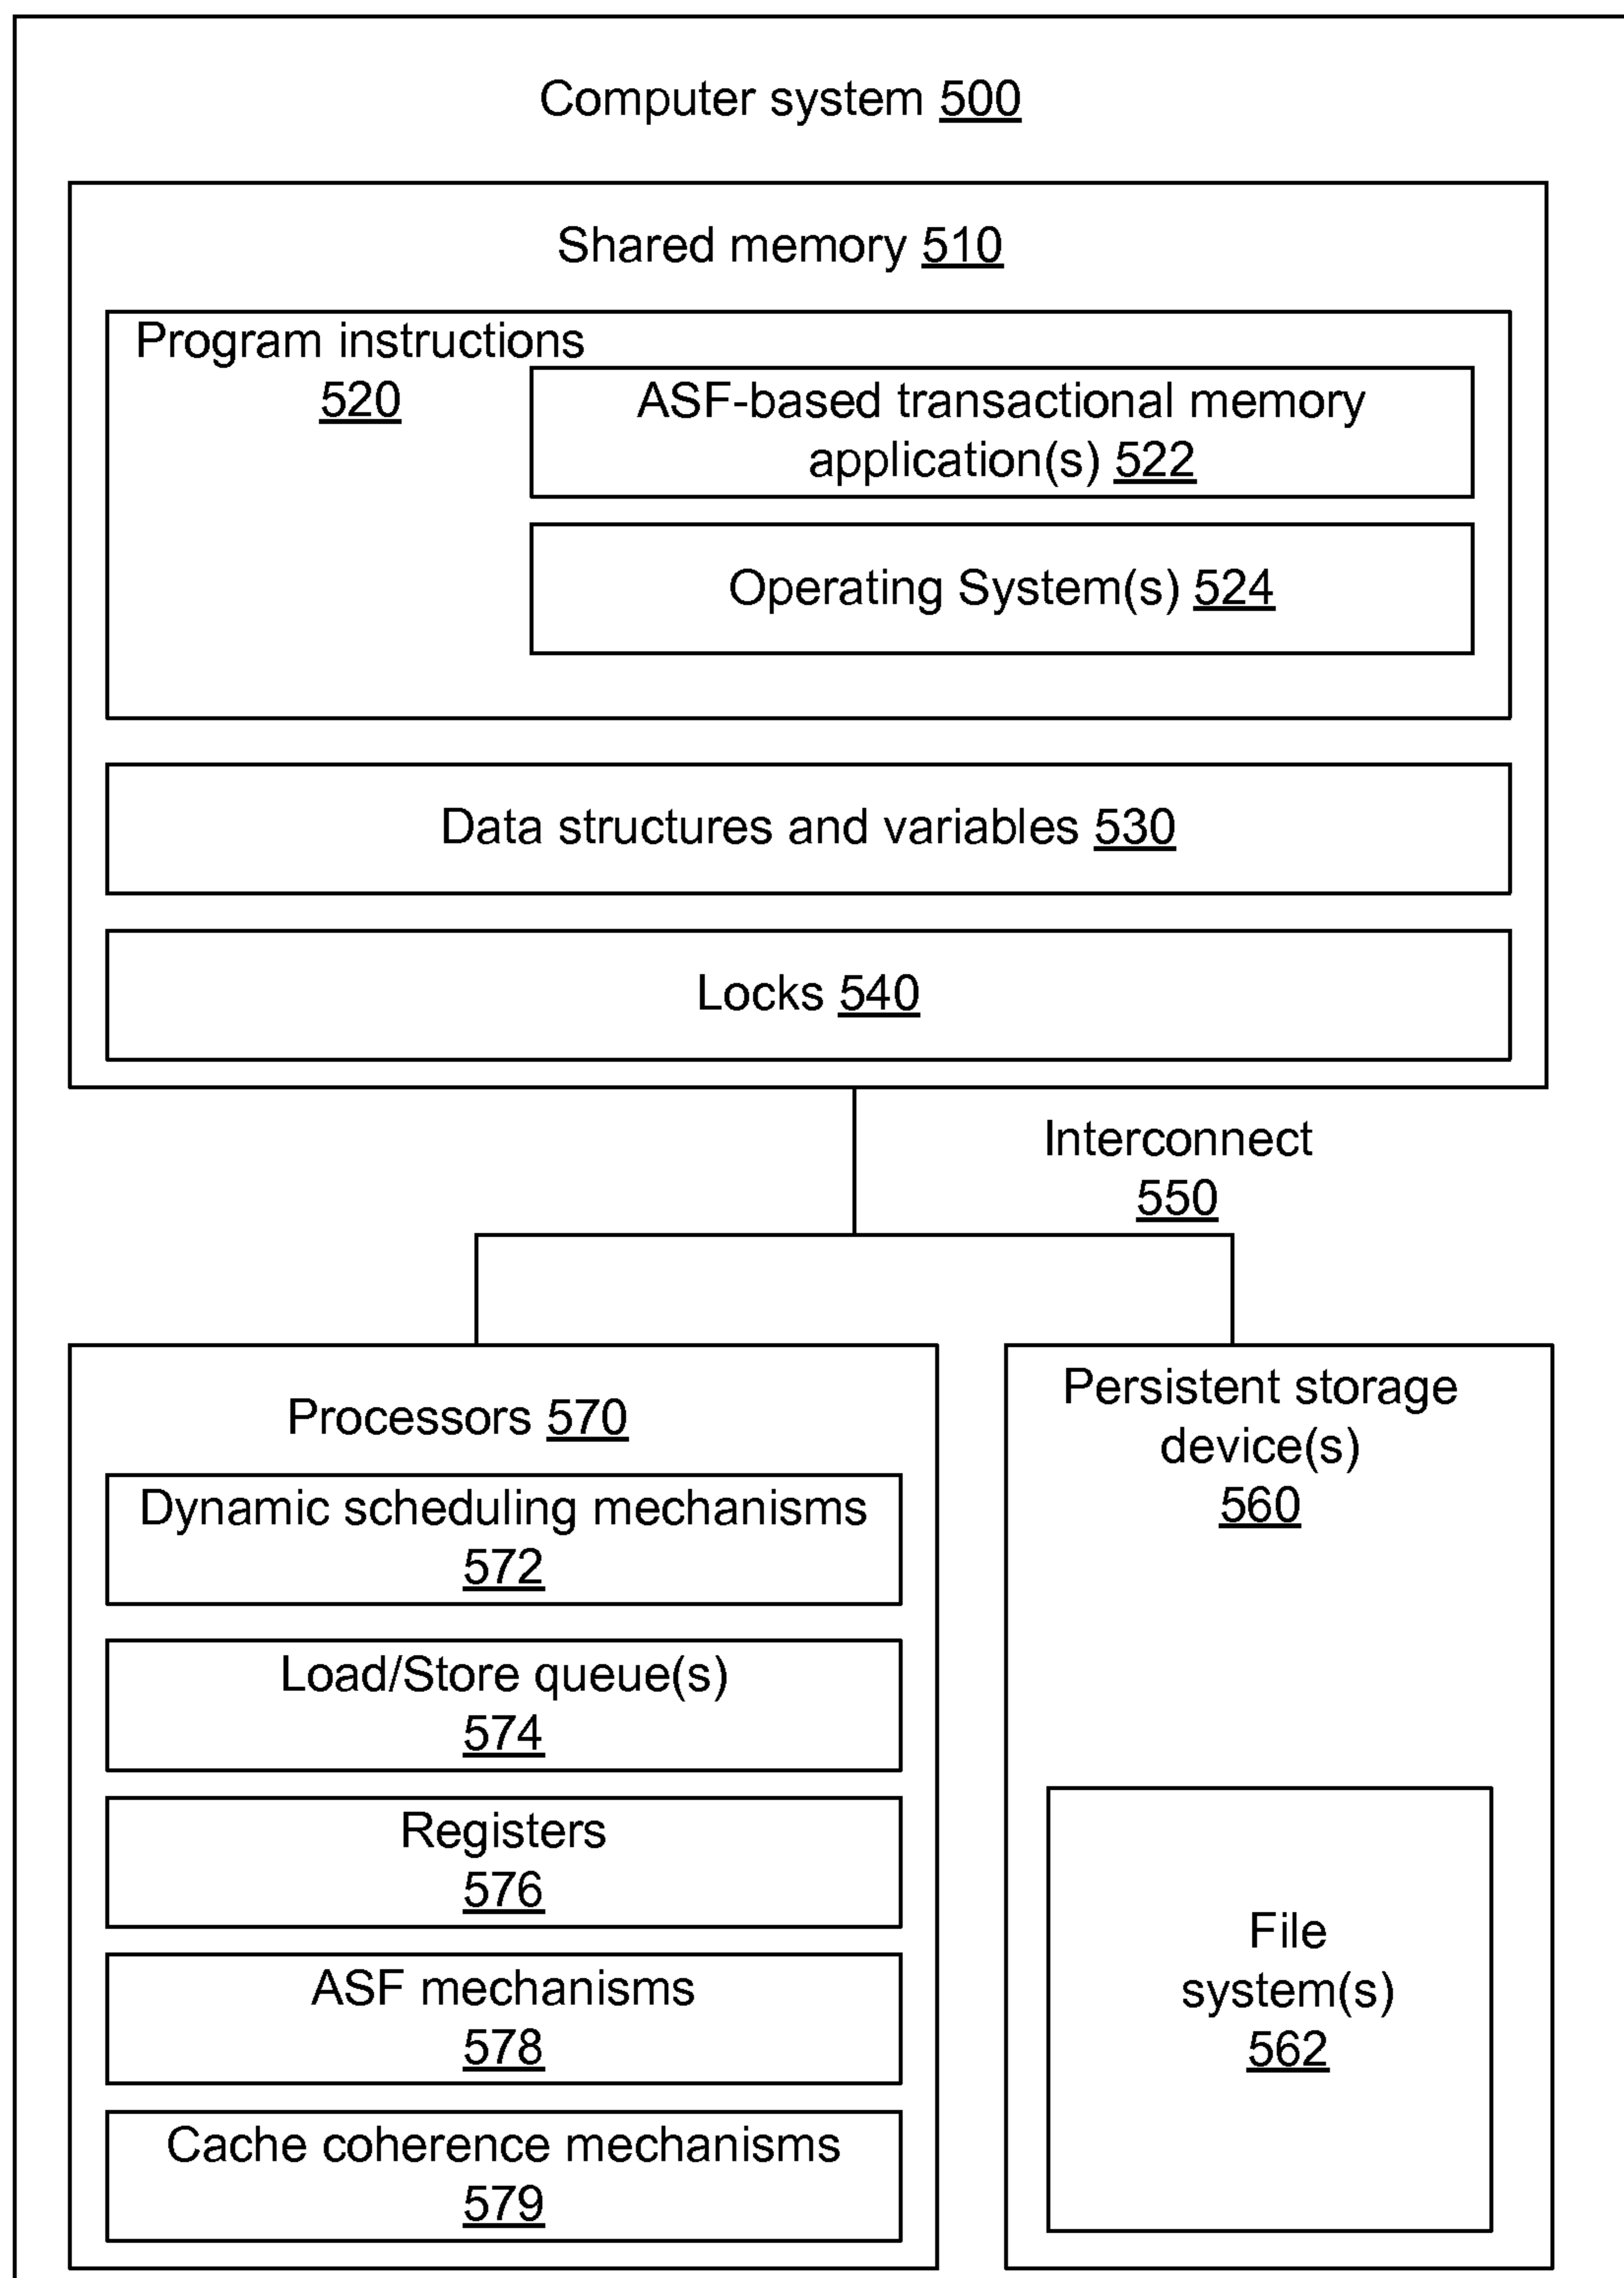 Computer system 500
Shared memory 510
Program instructions
520
ASF-based transactional memory
application(s) 522
Operating System(s) 524
Data structures and variables 530
Locks 540
Interconnect
550
Processors 570
Dynamic scheduling mechanisms
572
Load/Store queue(s)
574
Registers
576
ASF mechanisms
578
Cache coherence mechanisms
579
Persistent storage
device(s)
560
File
system(s)
562